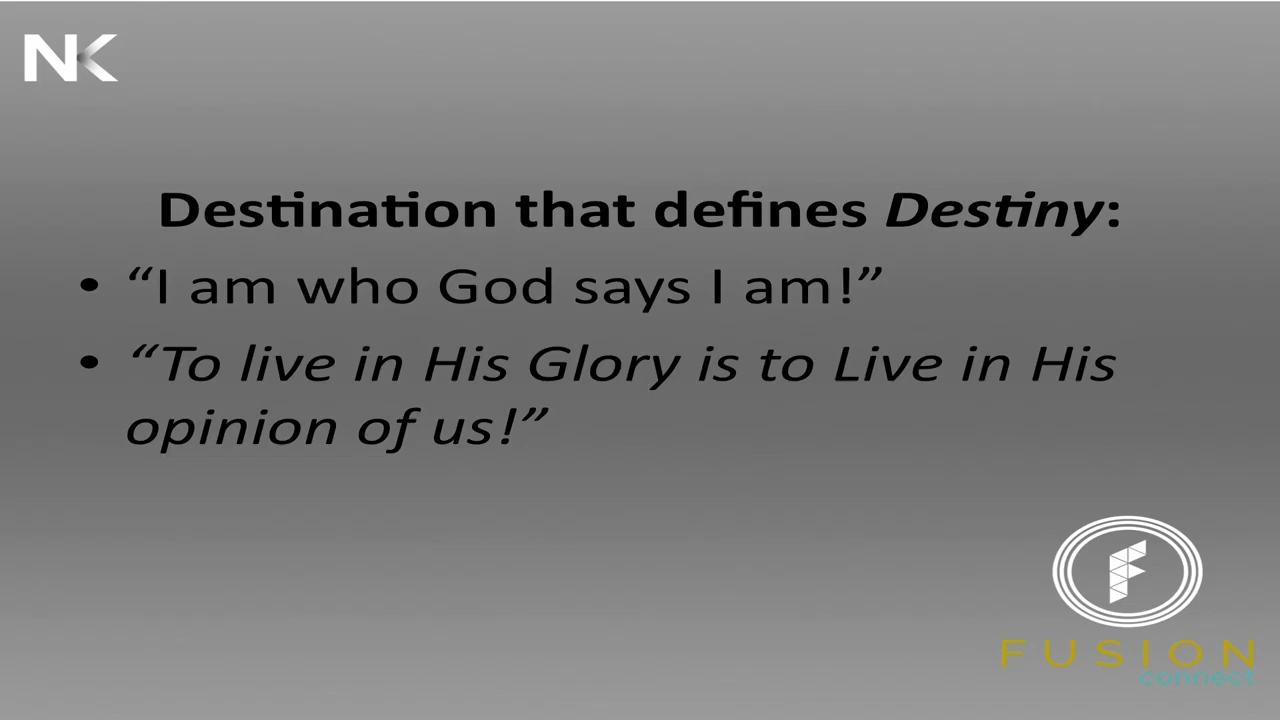 NK
Destination that defines Destiny:
• “I am who God says I am!”
• “To live in His Glory is to Live in His
opinion of us!”
F
FUSION
connect